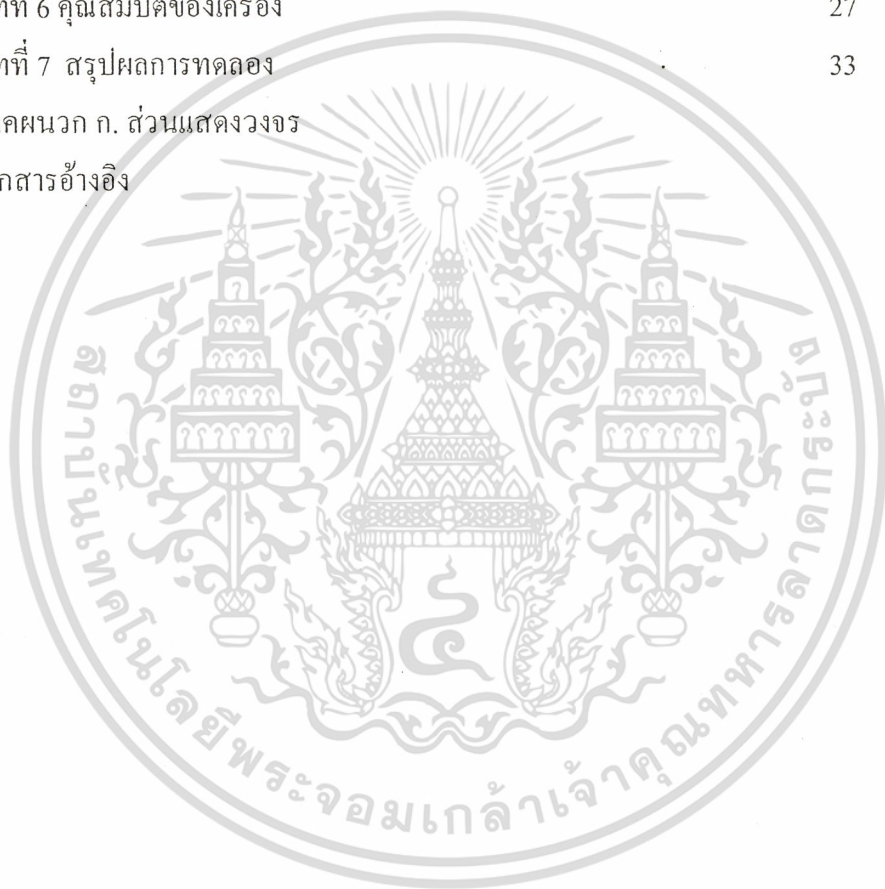 ทที่ 6 คุณสมบัติของเครื่อง 27
ทที่ 7 สรุปผลการทดลอง 33
คผนวก ก. ส่วนแสดงวงจร
กสารอ้างอิง
สถาบันเทคโนโลยีพระจอมเกล้าเจ้าคุณทหารลาดกระบัง
๔